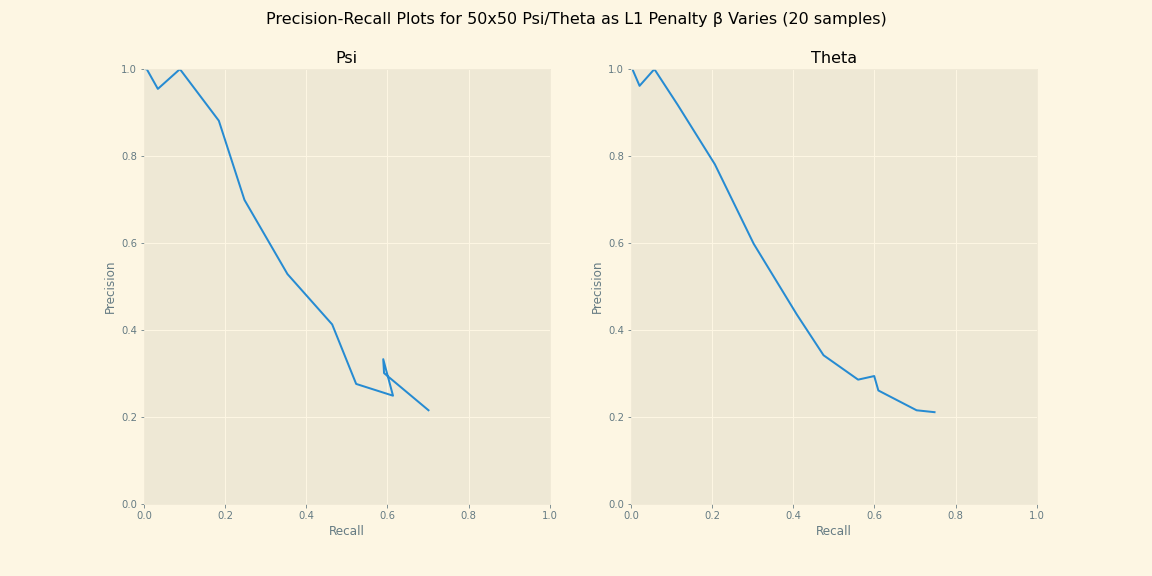 Precision-Recall Plots for 50x50 Psi/Theta as L1 Penalty β Varies (20 samples)
Psi
1.0
0.8
0.6
0.4
0.2
0.0
Precision
0.0 0.2 0.4 0.6 0.8 1.0
Recall
Theta
1.0
0.8
0.6
0.4
0.2
0.0
Precision
0.0 0.2 0.4 0.6 0.8 1.0
Recall